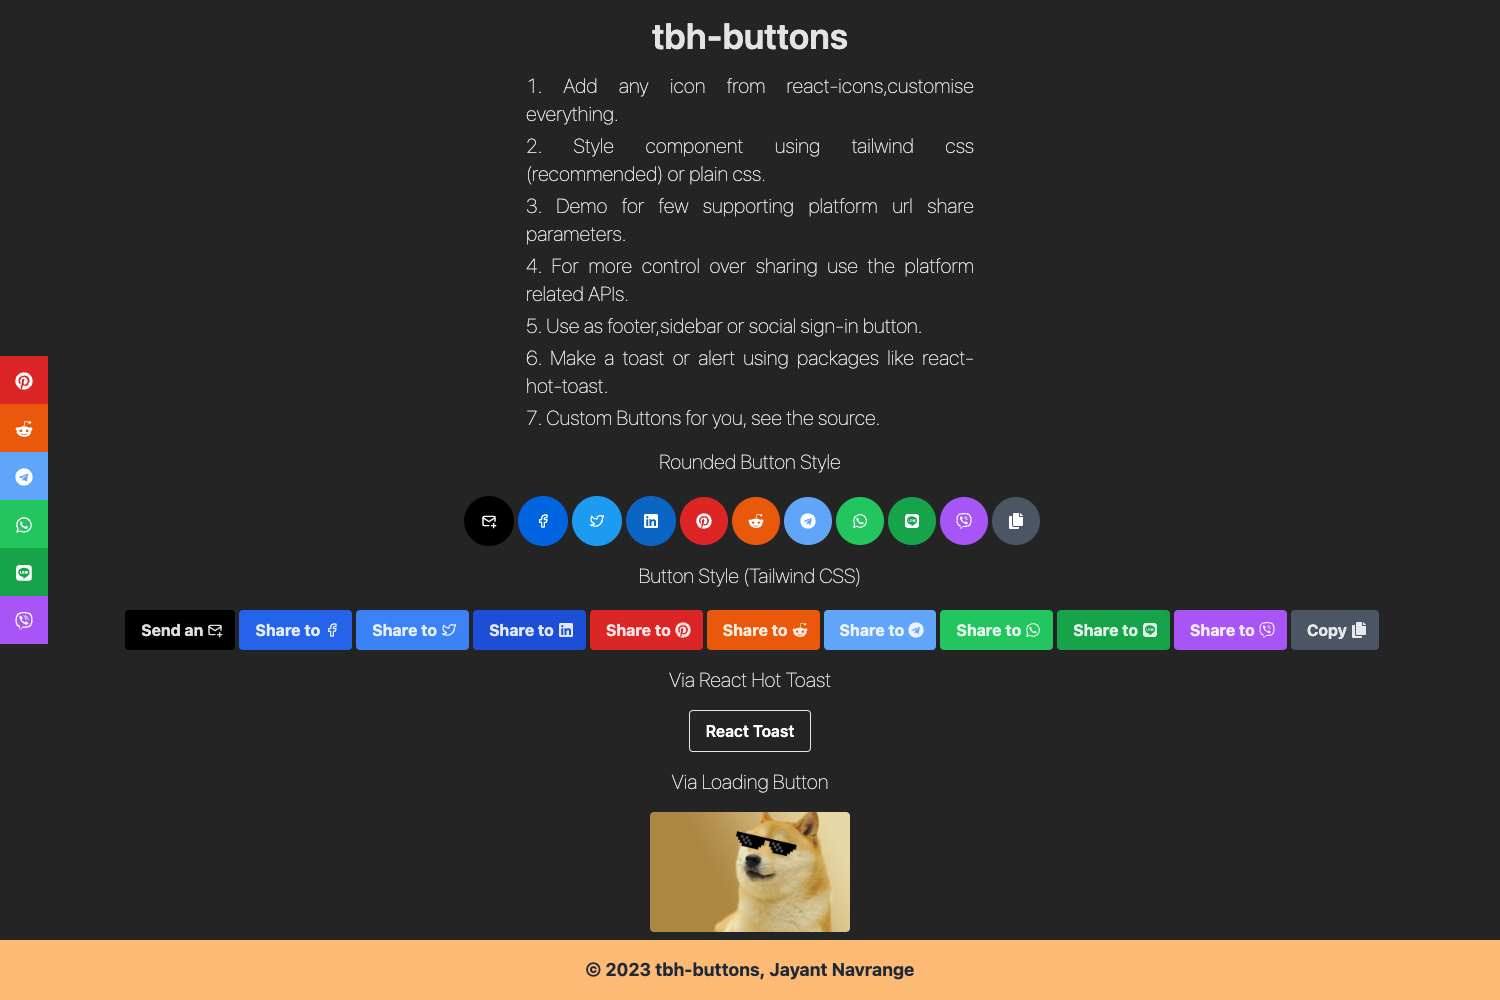 tbh-buttons
1. Add any icon from react-icons,customise
everything.
2. Style component using tailwind css
(recommended) or plain css.
3. Demo for few supporting platform url share
parameters.
4. For more control over sharing use the platform
related APIs.
5. Use as footer,sidebar or social sign-in button.
6. Make a toast or alert using packages like react-
hot-toast.
7. Custom Buttons for you, see the source.
Rounded Button Style
Button Style (Tailwind CSS)
Send an Share to Share to Share to Share to Share to Share to Share to Share to Share to Copy
Via React Hot Toast
React Toast
Via Loading Button
© 2023 tbh-buttons, Jayant Navrange